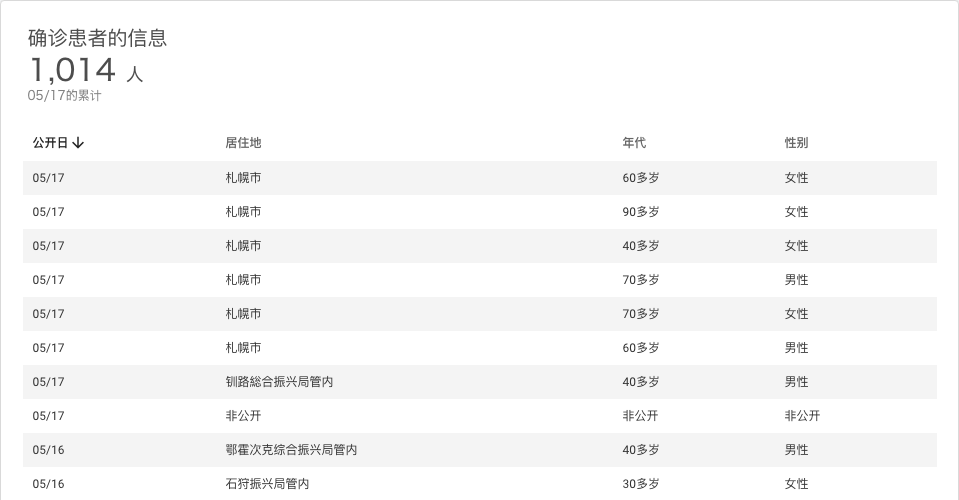 确诊患者的信息
1,014 人
05/17的累计
公开日 居住地 年代 性别
05/17 札幌市 60多岁 女性
05/17 札幌市 90多岁 女性
05/17 札幌市 40多岁 女性
05/17 札幌市 70多岁 男性
05/17 札幌市 70多岁 女性
05/17 札幌市 60多岁 男性
05/17 钏路総合振兴局管内 40多岁 男性
05/17 非公开 非公开 非公开
05/16 鄂霍次克综合振兴局管内 40多岁 男性
05/16 石狩振兴局管内 30多岁 女性